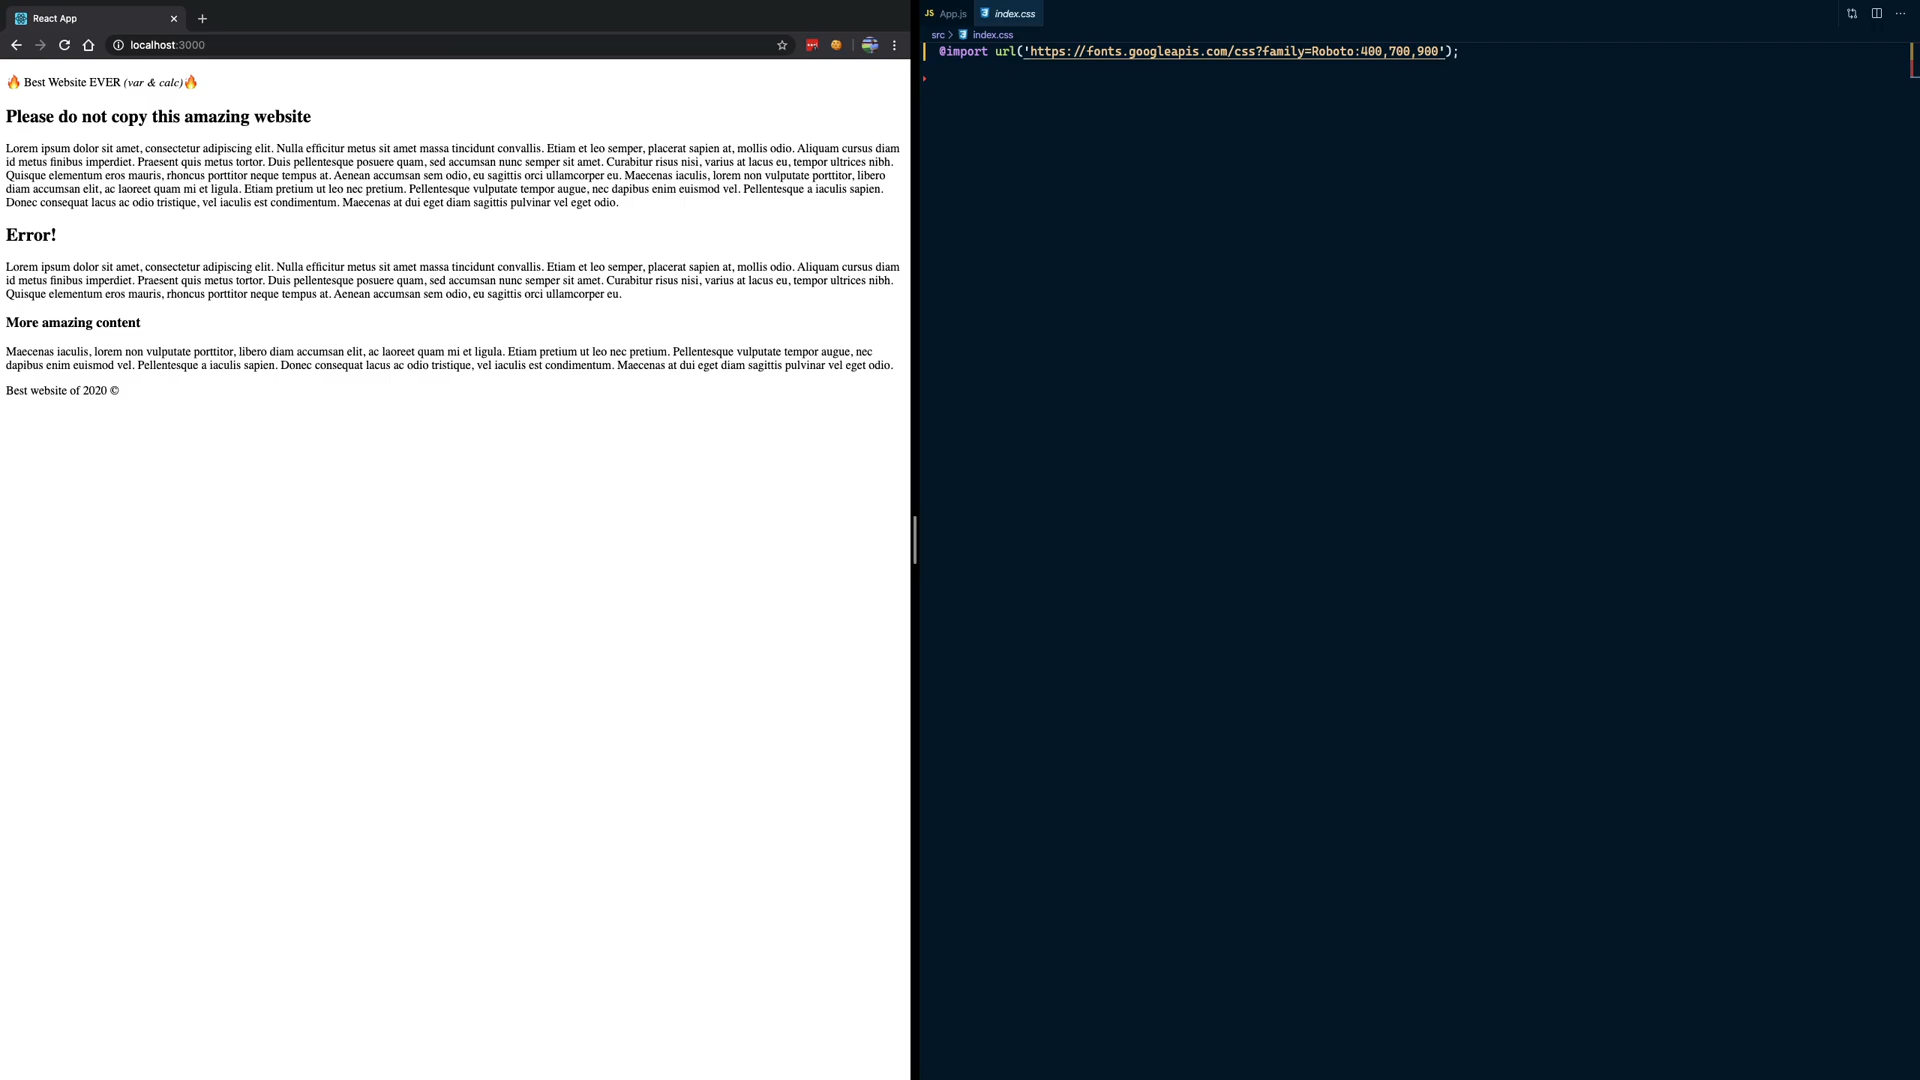 React App
localhost:3000
🔥 Best Website EVER (var & calc)🔥
Please do not copy this amazing website
Lorem ipsum dolor sit amet, consectetur adipiscing elit. Nulla efficitur metus sit amet massa tincidunt convallis. Etiam et leo semper, placerat sapien at, mollis odio. Aliquam cursus diam
id metus finibus imperdiet. Praesent quis metus tortor. Duis pellentesque posuere quam, sed accumsan nunc semper sit amet. Curabitur risus nisi, varius at lacus eu, tempor ultrices nibh.
Quisque elementum eros mauris, rhoncus porttitor neque tempus at. Aenean accumsan sem odio, eu sagittis orci ullamcorper eu. Maecenas iaculis, lorem non vulputate porttitor, libero
diam accumsan elit, ac laoreet quam mi et ligula. Etiam pretium ut leo nec pretium. Pellentesque vulputate tempor augue, nec dapibus enim euismod vel. Pellentesque a iaculis sapien.
Donec consequat lacus ac odio tristique, vel iaculis est condimentum. Maecenas at dui eget diam sagittis pulvinar vel eget odio.
Error!
Lorem ipsum dolor sit amet, consectetur adipiscing elit. Nulla efficitur metus sit amet massa tincidunt convallis. Etiam et leo semper, placerat sapien at, mollis odio. Aliquam cursus diam
id metus finibus imperdiet. Praesent quis metus tortor. Duis pellentesque posuere quam, sed accumsan nunc semper sit amet. Curabitur risus nisi, varius at lacus eu, tempor ultrices nibh.
Quisque elementum eros mauris, rhoncus porttitor neque tempus at. Aenean accumsan sem odio, eu sagittis orci ullamcorper eu.
More amazing content
Maecenas iaculis, lorem non vulputate porttitor, libero diam accumsan elit, ac laoreet quam mi et ligula. Etiam pretium ut leo nec pretium. Pellentesque vulputate tempor augue, nec
dapibus enim euismod vel. Pellentesque a iaculis sapien. Donec consequat lacus ac odio tristique, vel iaculis est condimentum. Maecenas at dui eget diam sagittis pulvinar vel eget odio.
Best website of 2020 ©
JS App.js index.css
src > index.css
@import url('https://fonts.googleapis.com/css?family=Roboto:400,700,900');